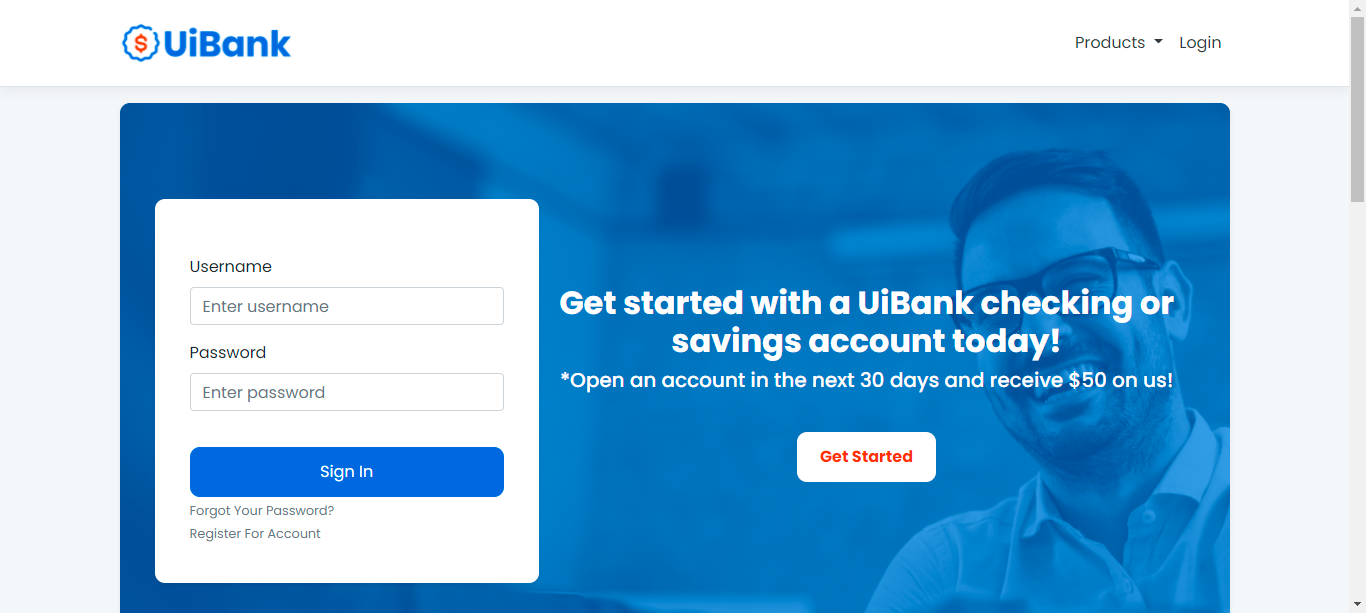 UiBank
Products
Login
Username
Enter username
Password
Enter password
Sign In
Forgot Your Password?
Register For Account
Get started with a UiBank checking or
savings account today!
*Open an account in the next 30 days and receive $50 on us!
Get Started